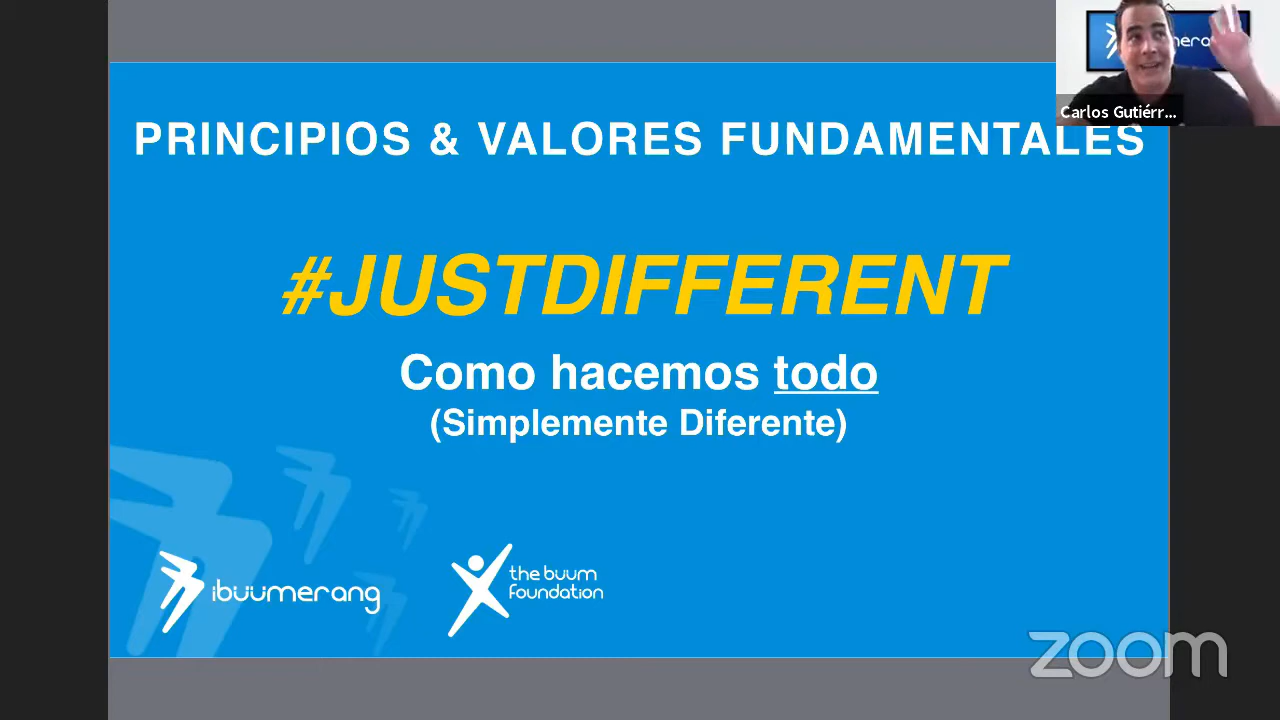 Carlos Gutiérr...
PRINCIPIOS & VALORES FUNDAMENTALES
#JUSTDIFFERENT
Como hacemos todo
(Simplemente Diferente)
ibuumerang
the buum
foundation
zoom